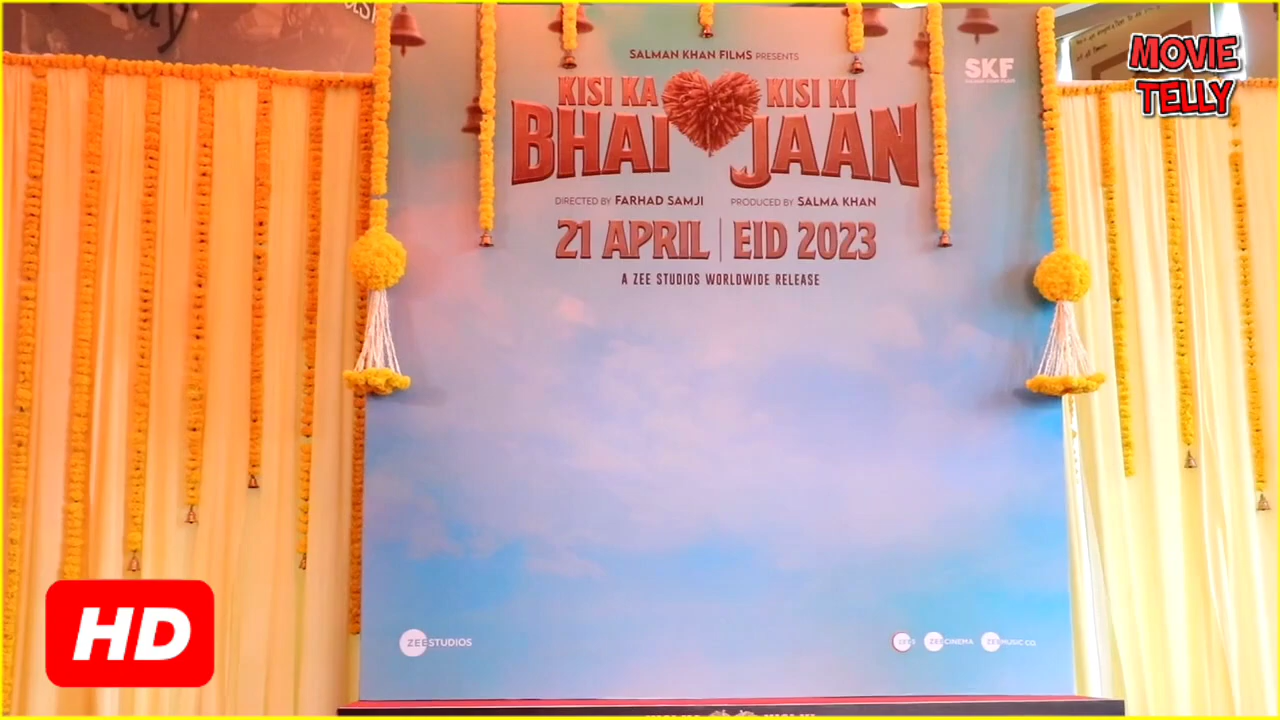 SALMAN KHAN FILMS PRESENTS
SKF
MOVIE
TELLY
KISI KA KISI KI
BHAI JAAN
DIRECTED BY FARHAD SAMJI PRODUCED BY SALMA KHAN
21 APRIL | EID 2023
A ZEE STUDIOS WORLDWIDE RELEASE
HD
ZEE STUDIOS
ZEE5 ZEE CINEMA ZEE MUSIC CO.